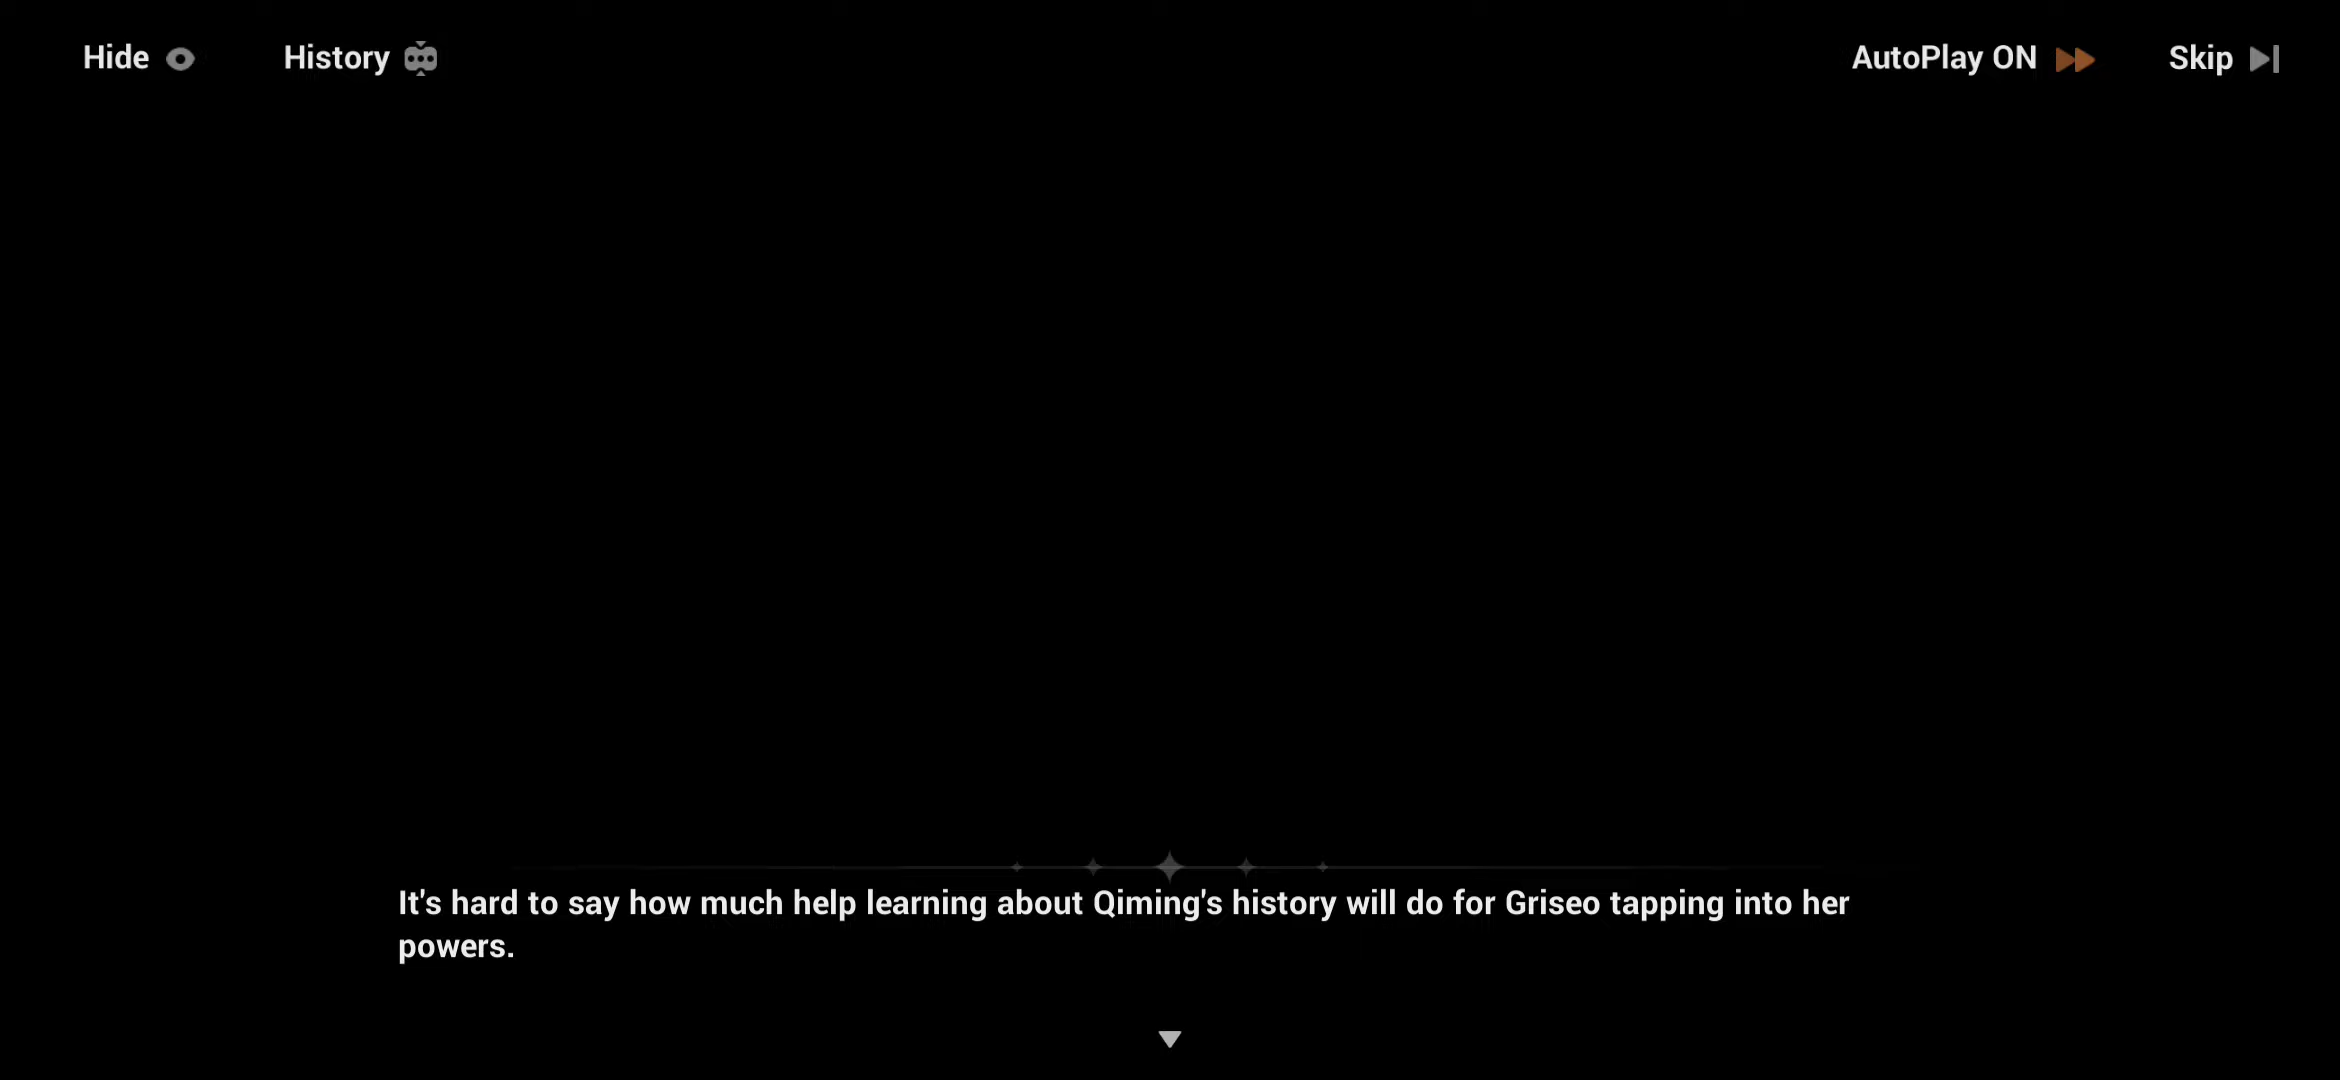 Hide
History
AutoPlay ON
Skip
It's hard to say how much help learning about Qiming's history will do for Griseo tapping into her
powers.